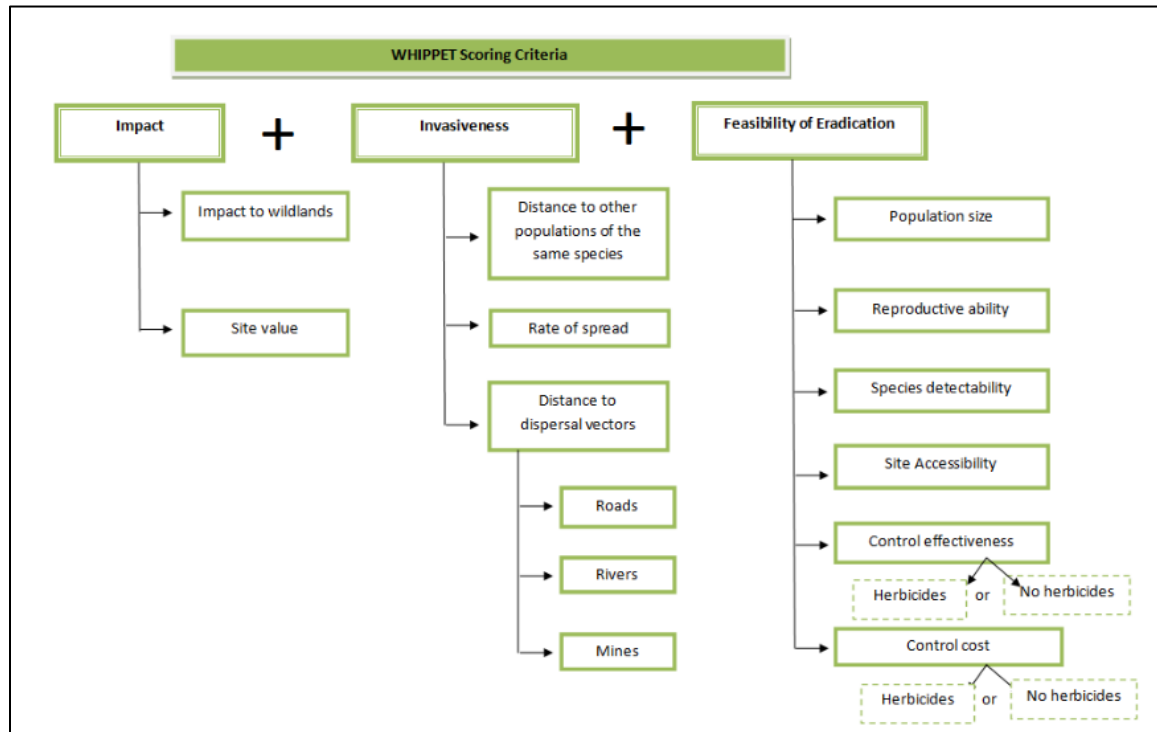 WHIPPET Scoring Criteria
Impact
+
Invasiveness
+
Feasibility of Eradication
Impact to wildlands
Site value
Distance to other
populations of the
same species
Rate of spread
Distance to
dispersal vectors
Roads
Rivers
Mines
Population size
Reproductive ability
Species detectability
Site Accessibility
Control effectiveness
Herbicides or No herbicides
Control cost
Herbicides or No herbicides